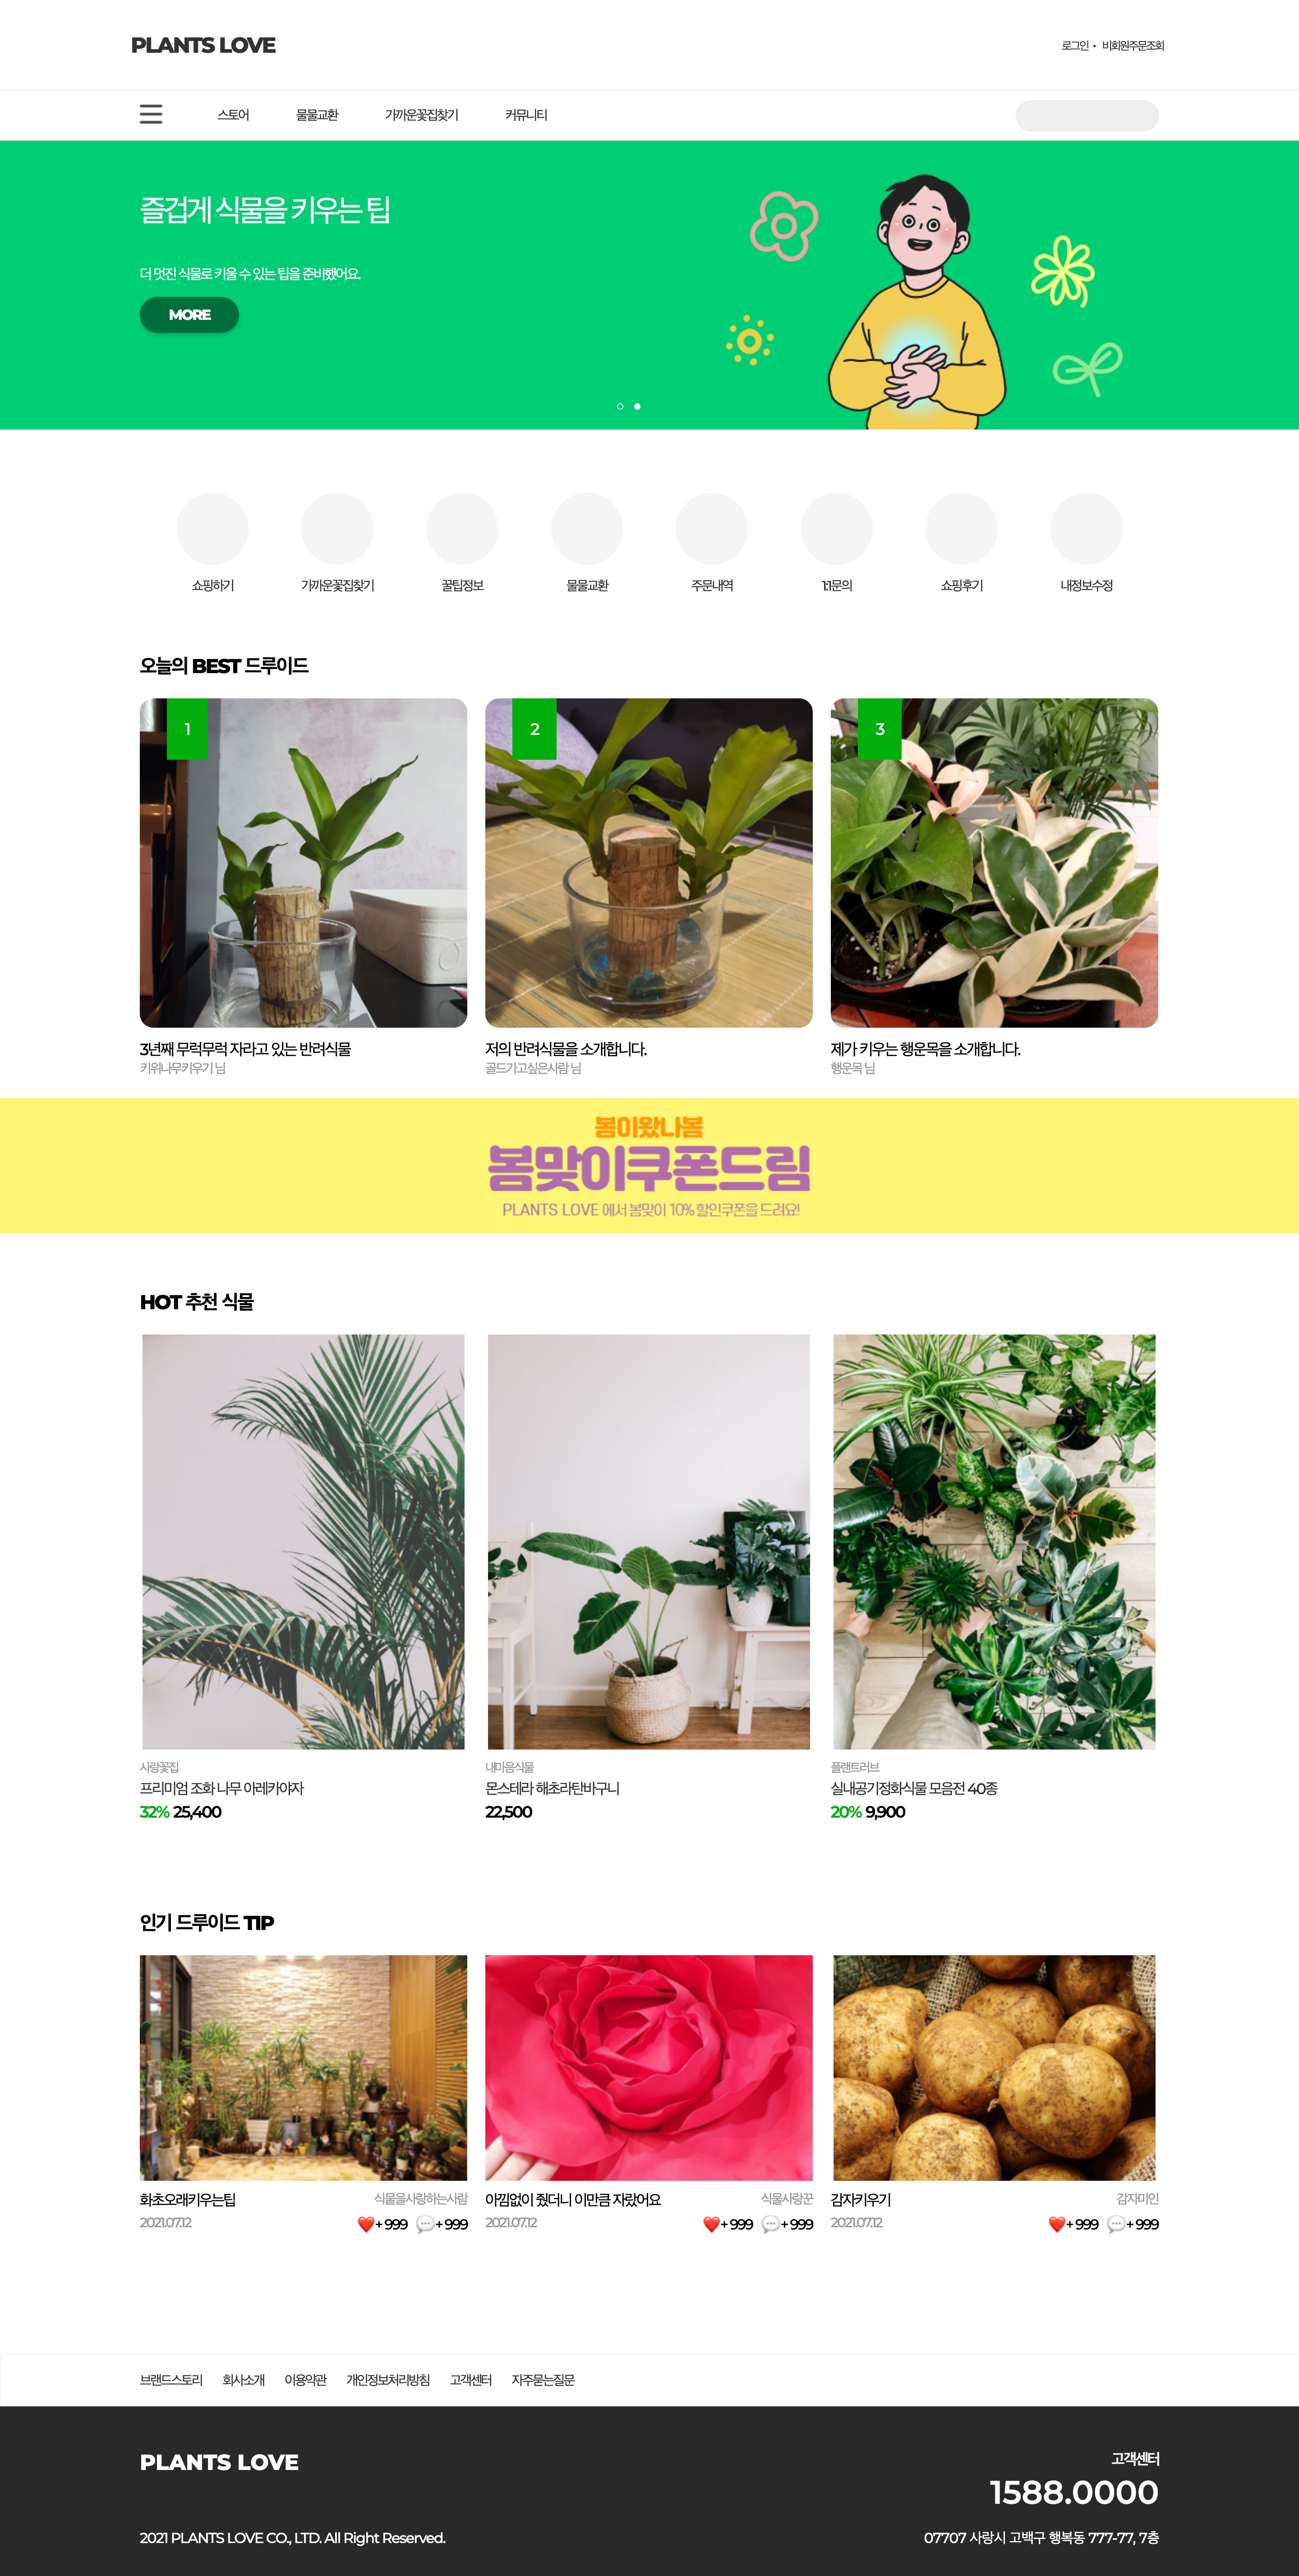 PLANTS LOVE
로그인 • 비회원주문조회
스토어 물물교환 가까운꽃집찾기 커뮤니티
즐겁게 식물을 키우는 팁
더 멋진 식물로 키울 수 있는 팁을 준비했어요.
MORE
쇼핑하기 가까운꽃집찾기 꿀팁정보 물물교환 주문내역 1:1문의 쇼핑후기 내정보수정
오늘의 BEST 드루이드
1 2 3
3년째 무럭무럭 자라고 있는 반려식물
키위나무키우기 님
저의 반려식물을 소개합니다.
골드가고싶은사람 님
제가 키우는 행운목을 소개합니다.
행운목 님
봄이왔나봄
봄맞이쿠폰드림
PLANTS LOVE 에서 봄맞이 10% 할인쿠폰을 드려요!
HOT 추천 식물
사랑꽃집
프리미엄 조화 나무 아레카야자
32% 25,400
내마음식물
몬스테라 해초라탄바구니
22,500
플랜트러브
실내공기정화식물 모음전 40종
20% 9,900
인기 드루이드 TIP
화초오래키우는팁 식물을사랑하는사람
2021.07.12 + 999 + 999
아낌없이 줬더니 이만큼 자랐어요 식물사랑꾼
2021.07.12 + 999 + 999
감자키우기 감자미인
2021.07.12 + 999 + 999
브랜드스토리 회사소개 이용약관 개인정보처리방침 고객센터 자주묻는질문
PLANTS LOVE
고객센터
1588.0000
2021 PLANTS LOVE CO., LTD. All Right Reserved.
07707 사랑시 고백구 행복동 777-77, 7층